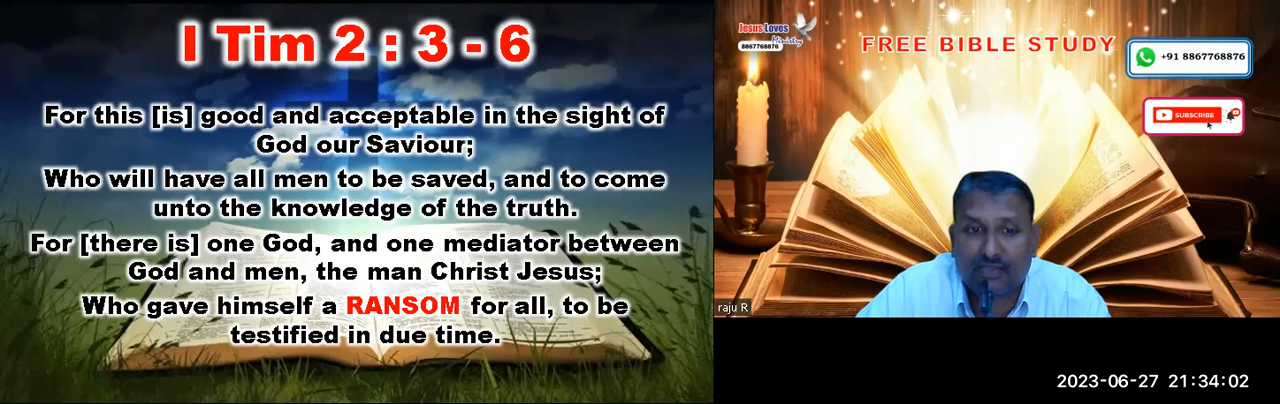 I Tim 2 : 3 - 6
For this [is] good and acceptable in the sight of
God our Saviour;
Who will have all men to be saved, and to come
unto the knowledge of the truth.
For [there is] one God, and one mediator between
God and men, the man Christ Jesus;
Who gave himself a RANSOM for all, to be
testified in due time.
Jesus Loves
Ministry
8867768876
FREE BIBLE STUDY
+91 8867768876
SUBSCRIBE
raju R
2023-06-27 21:34:02